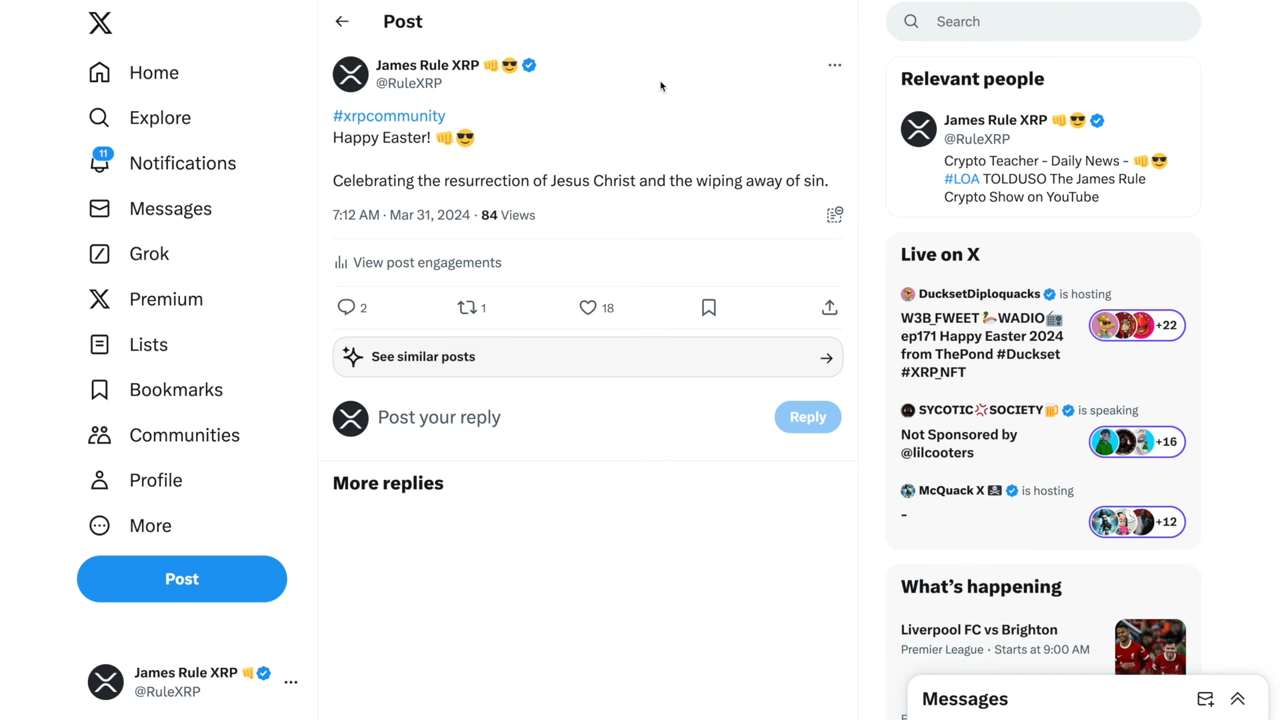 Home
Explore
11
Notifications
Messages
Grok
Premium
Lists
Bookmarks
Communities
Profile
More
Post
James Rule XRP 👊
@RuleXRP
Post
James Rule XRP 👊😎
@RuleXRP
#xrpcommunity
Happy Easter! 👊😎
Celebrating the resurrection of Jesus Christ and the wiping away of sin.
7:12 AM · Mar 31, 2024 · 84 Views
View post engagements
2 1 18
See similar posts
Post your reply
Reply
More replies
Search
Relevant people
James Rule XRP 👊😎
@RuleXRP
Crypto Teacher - Daily News - 👊😎
#LOA TOLDUSO The James Rule
Crypto Show on YouTube
Live on X
DucksetDiploquacks is hosting
W3B_FWEET🦆WADIO📻
ep171 Happy Easter 2024
from ThePond #Duckset
#XRP_NFT
+22
SYCOTIC💢SOCIETY🍺 is speaking
Not Sponsored by
@lilcooters
+16
McQuack X 🏴‍☠️ is hosting
-
+12
What's happening
Liverpool FC vs Brighton
Premier League · Starts at 9:00 AM
Messages